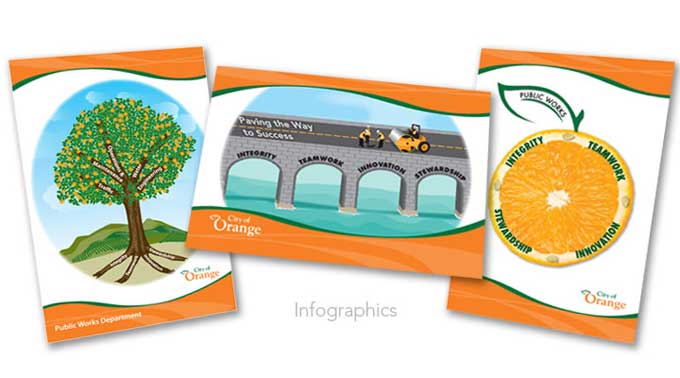 Public Works Department
City of
Orange
Paving the Way
to Success
INTEGRITY
TEAMWORK
INNOVATION
STEWARDSHIP
City of
Orange
PUBLIC WORKS
INTEGRITY
TEAMWORK
STEWARDSHIP
INNOVATION
City of
Orange
Infographics